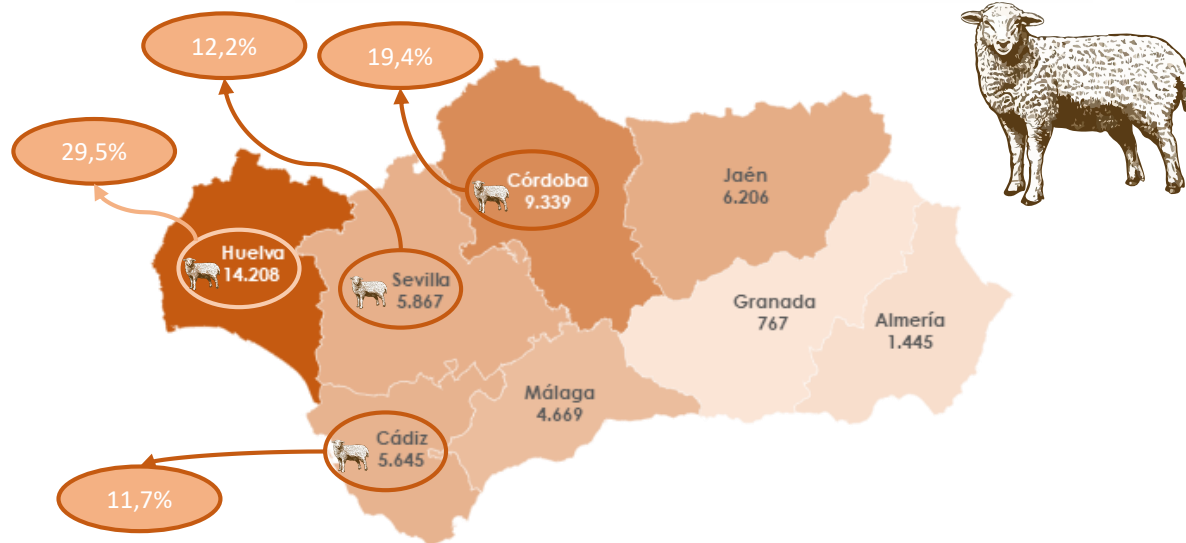 12,2%
19,4%
29,5%
Córdoba
9.339
Jaén
6.206
Huelva
14.208
Sevilla
5.867
Granada
767
Almería
1.445
Málaga
4.669
Cádiz
5.645
11,7%